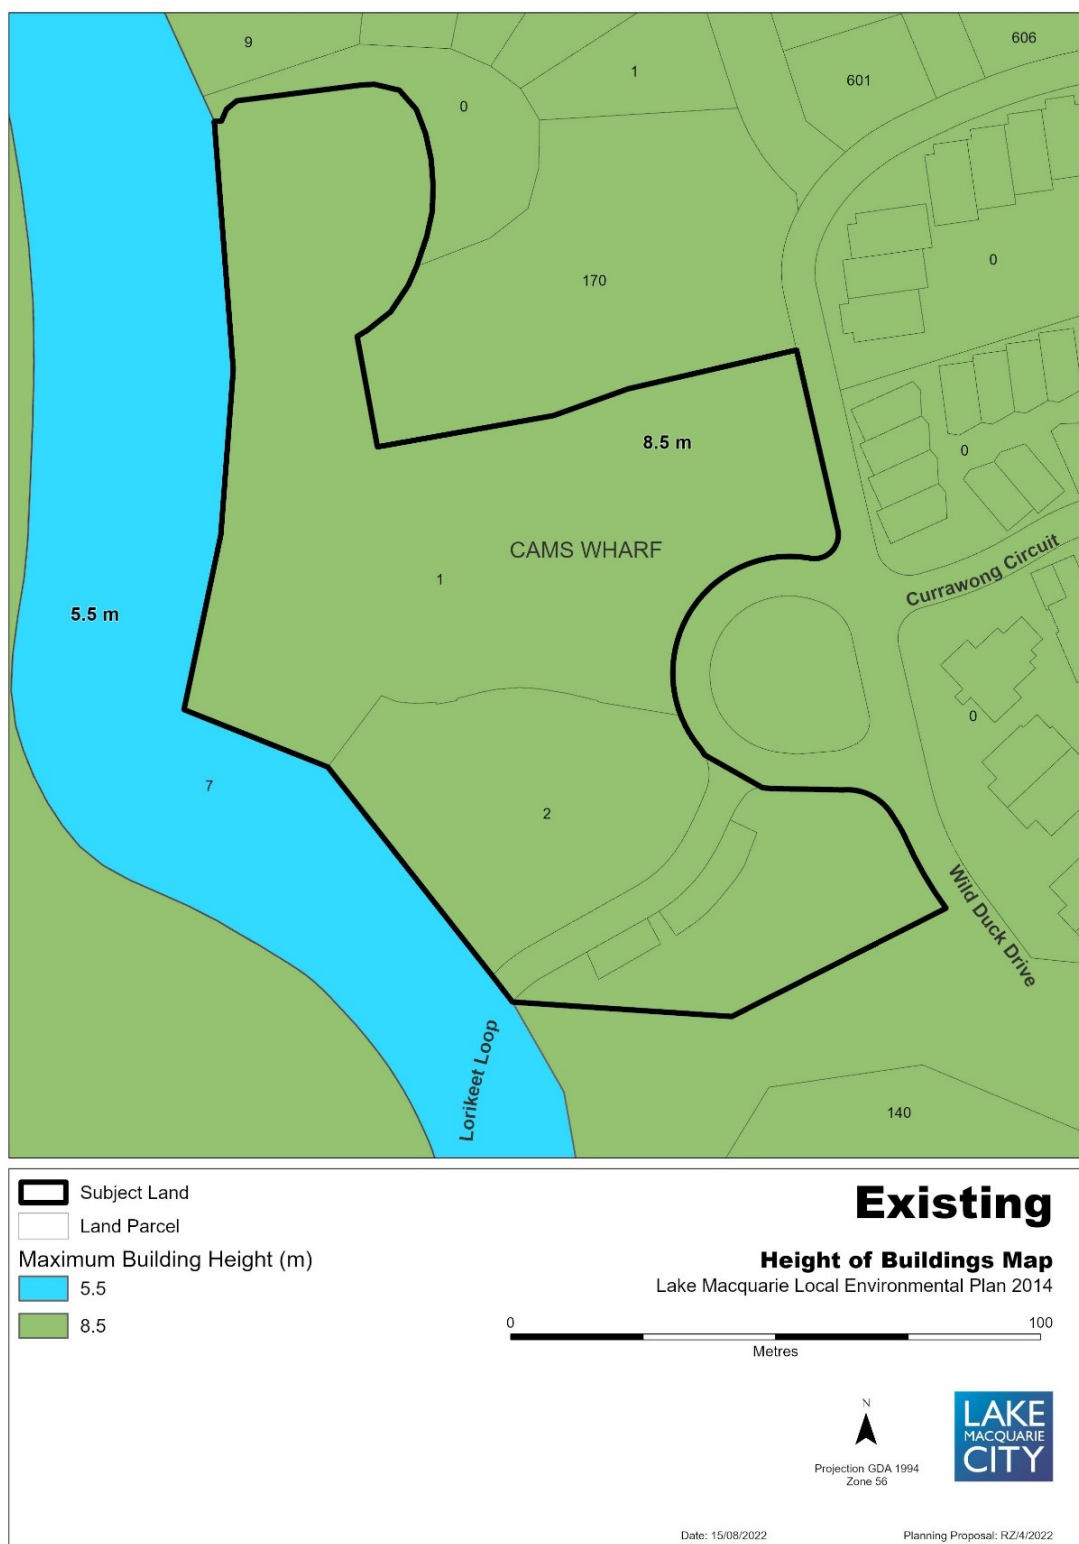 9
0
1
601
606
170
0
8.5 m
0
CAMS WHARF
1
Currawong Circuit
5.5 m
0
7
2
Wild Duck Drive
Lorikeet Loop
140
Subject Land
Land Parcel
Maximum Building Height (m)
5.5
8.5
Existing
Height of Buildings Map
Lake Macquarie Local Environmental Plan 2014
0 100
Metres
N
Projection GDA 1994
Zone 56
LAKE
MACQUARIE
CITY
Date: 15/08/2022
Planning Proposal: RZ/4/2022